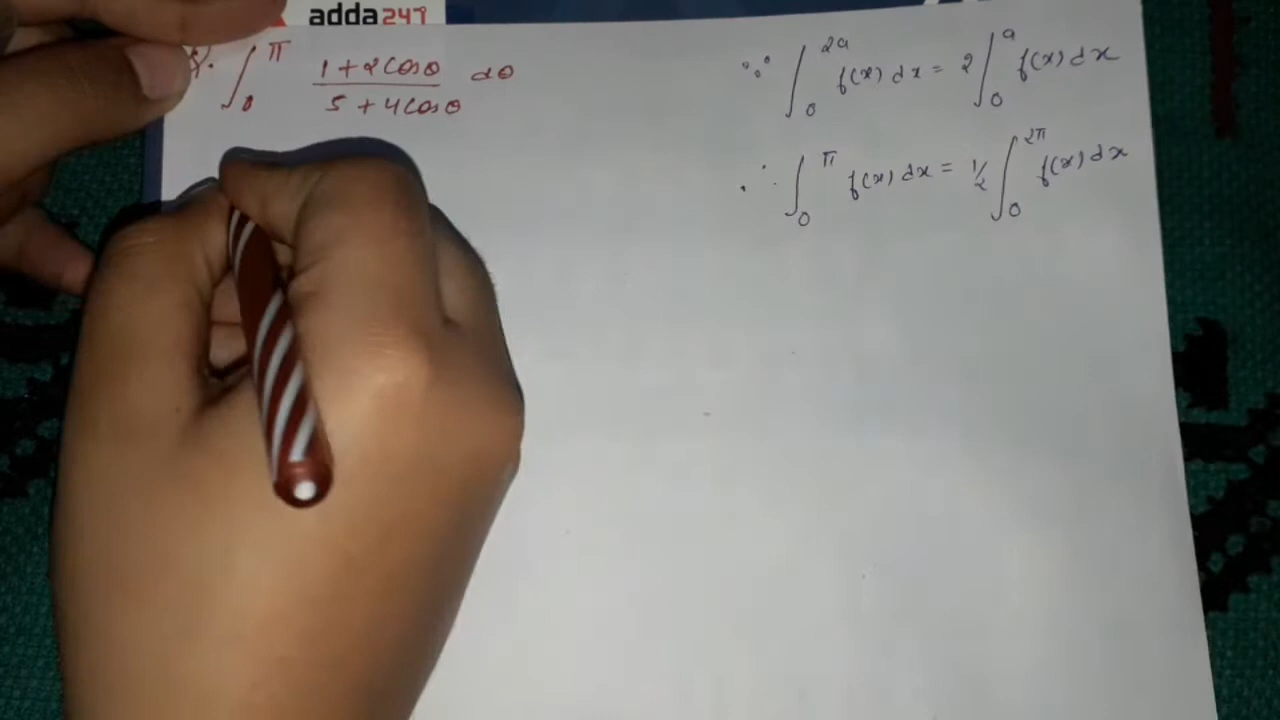 adda247
Q. ∫₀^π (1+2cosθ)/(5+4cosθ) dθ
∵ ∫₀^2a f(x) dx = 2∫₀^a f(x) dx
∴ ∫₀^π f(x) dx = 1/2 ∫₀^2π f(x) dx